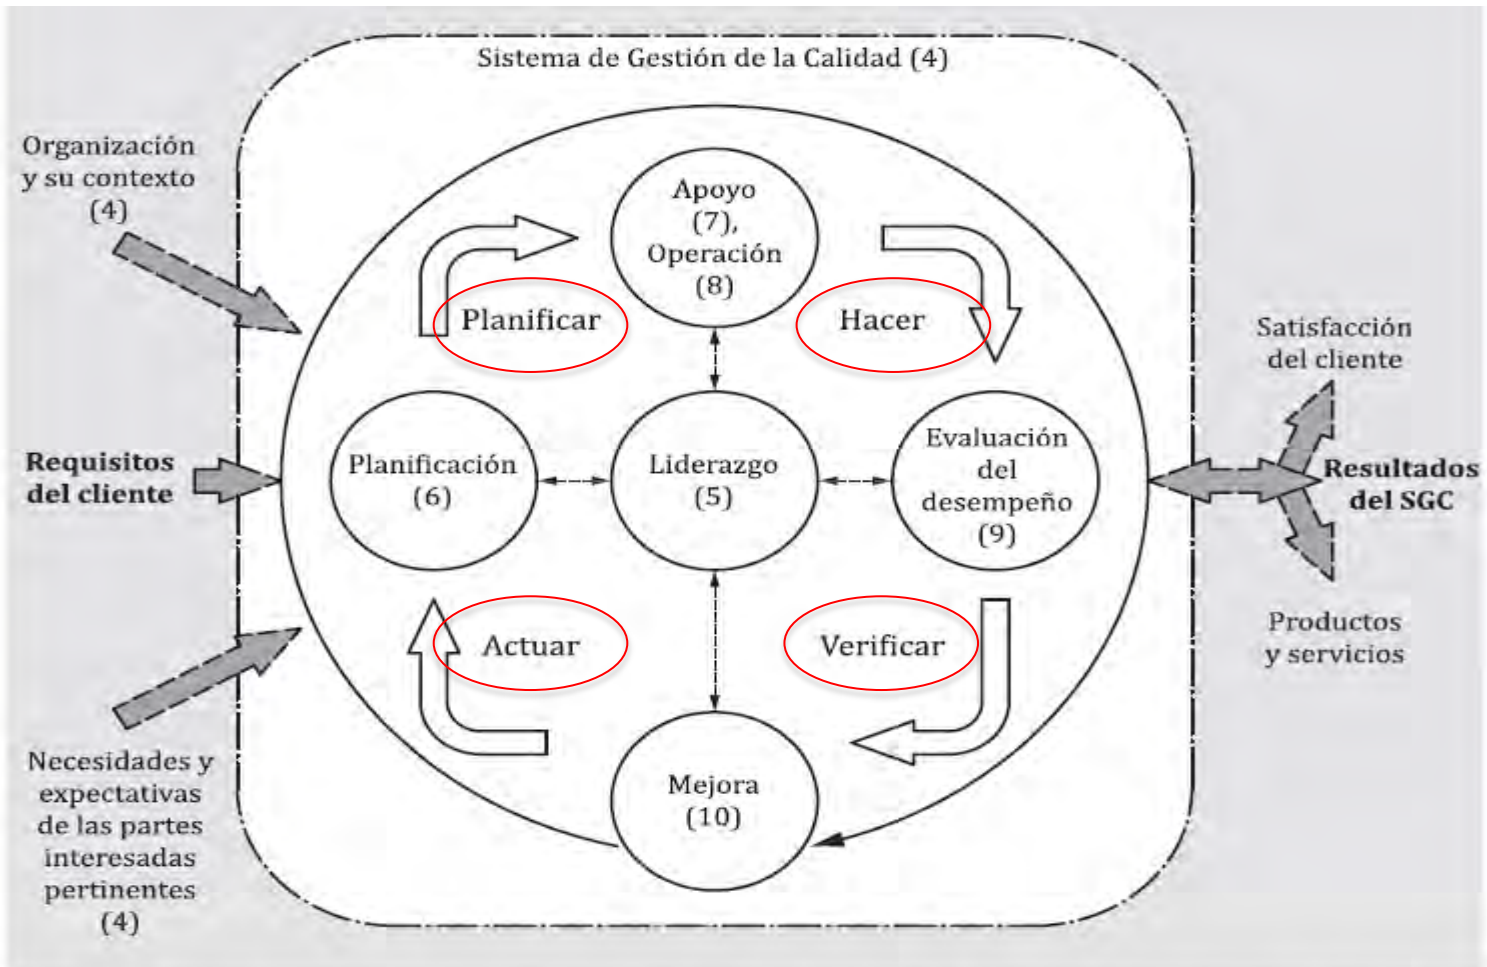 Sistema de Gestión de la Calidad (4)
Organización
y su contexto
(4)
Apoyo
(7),
Operación
(8)
Planificar
Hacer
Satisfacción
del cliente
Requisitos
del cliente
Planificación
(6)
Liderazgo
(5)
Evaluación
del
desempeño
(9)
Resultados
del SGC
Actuar
Verificar
Productos
y servicios
Necesidades y
expectativas
de las partes
interesadas
pertinentes
(4)
Mejora
(10)